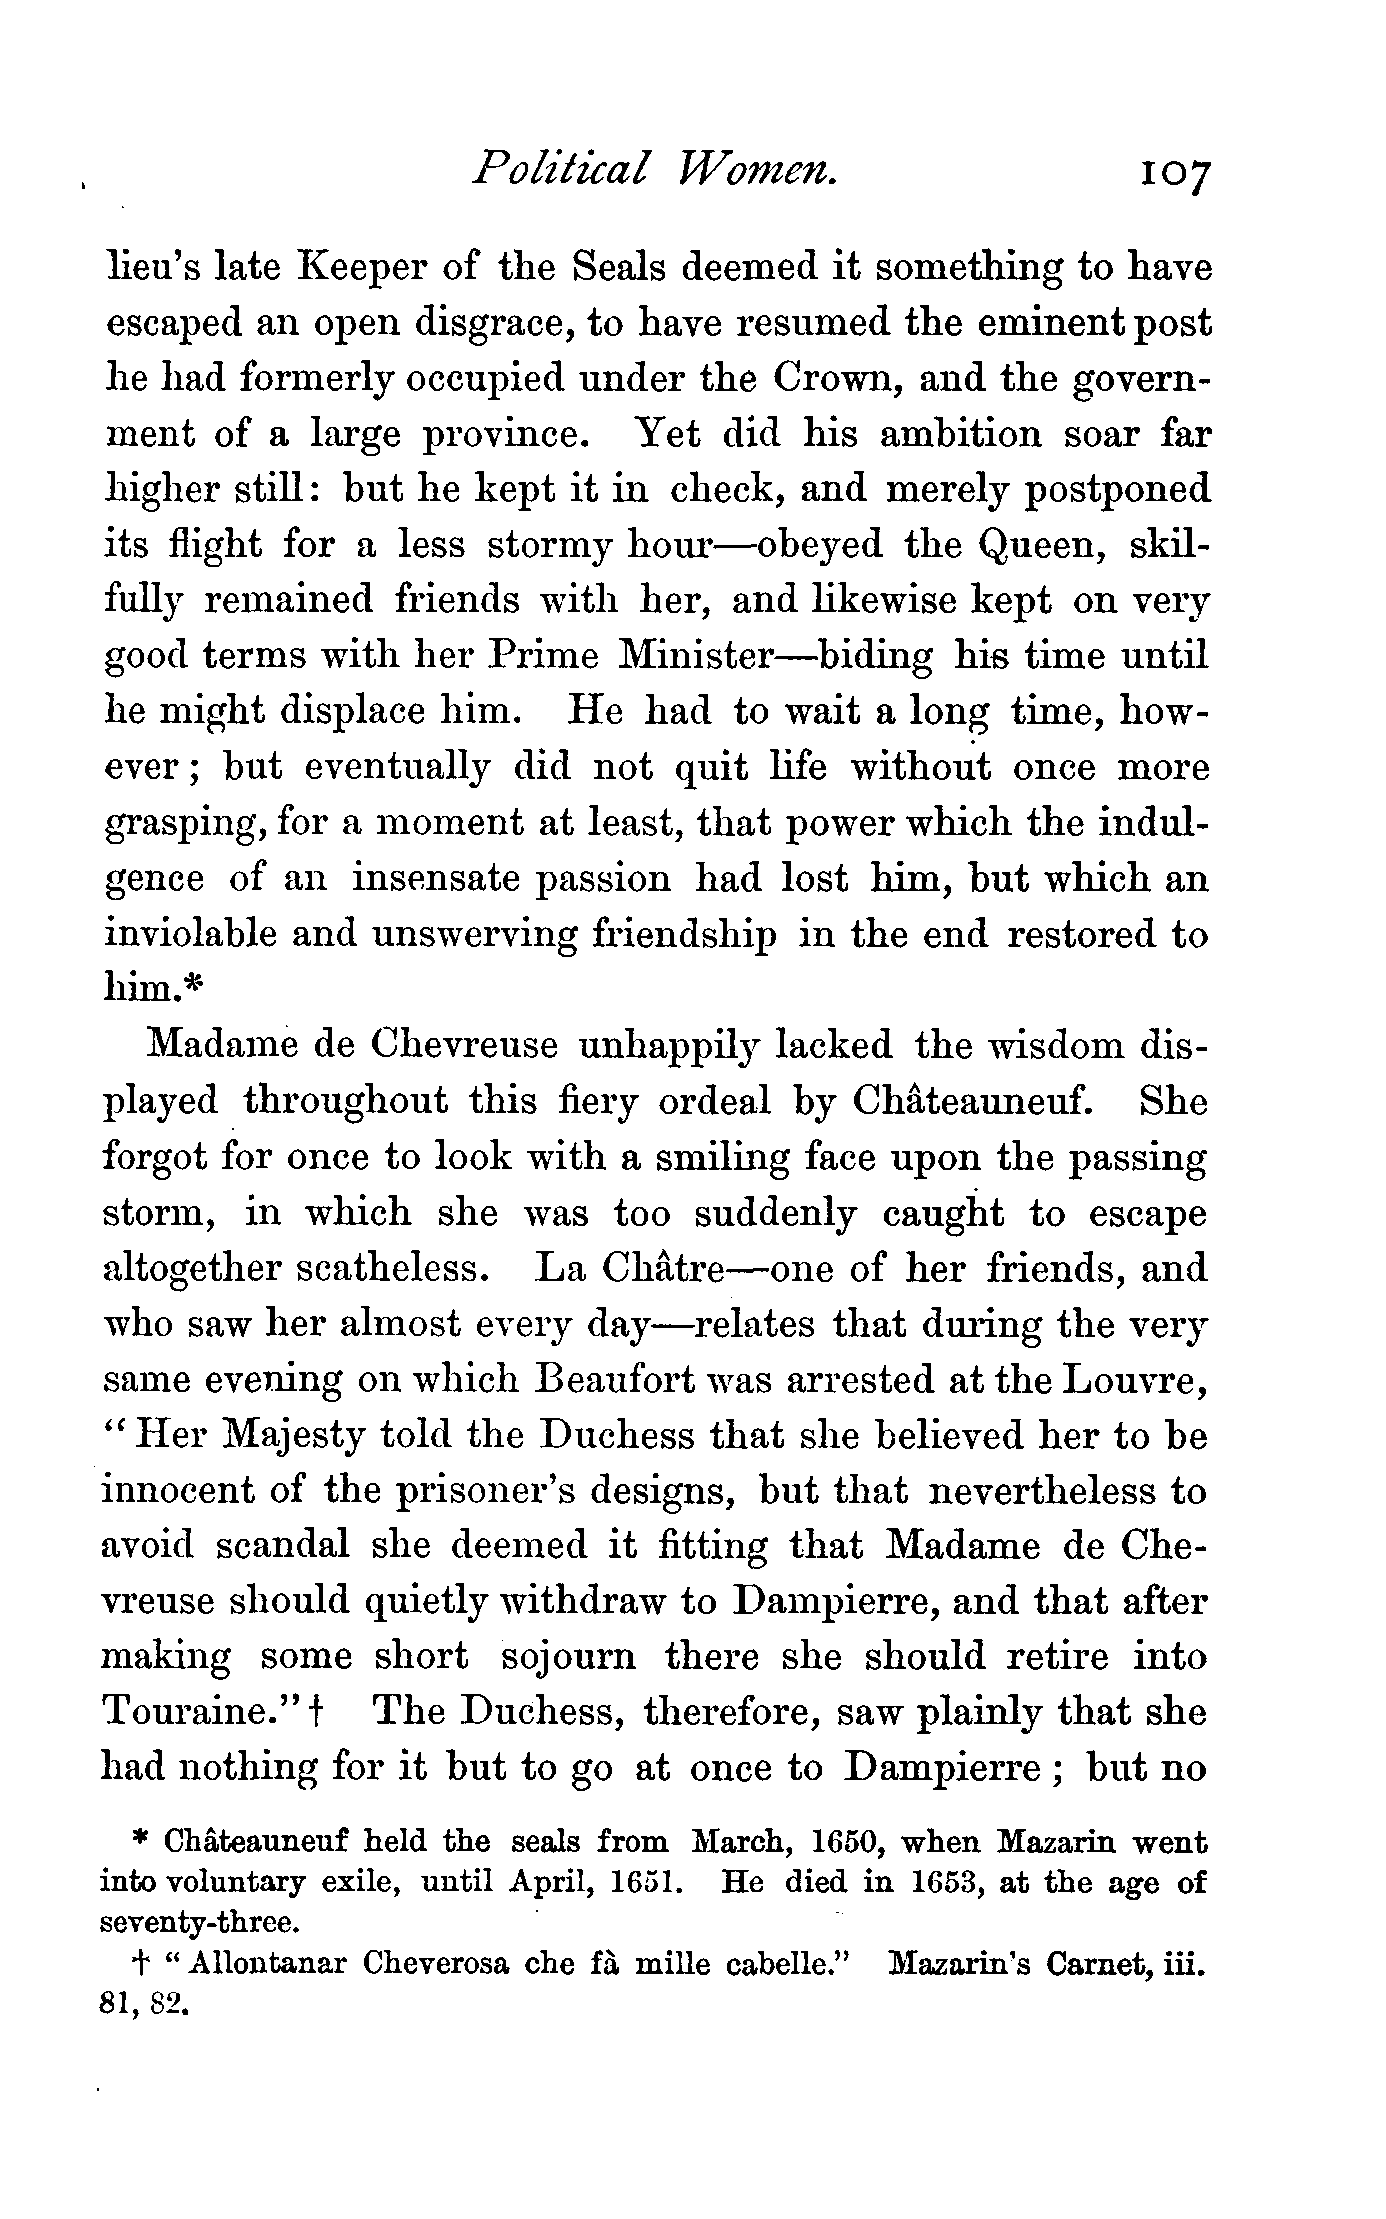 Political Women. 107
lieu's late Keeper of the Seals deemed it something to have
escaped an open disgrace, to have resumed the eminent post
he had formerly occupied under the Crown, and the govern-
ment of a large province. Yet did his ambition soar far
higher still: but he kept it in check, and merely postponed
its flight for a less stormy hour—obeyed the Queen, skil-
fully remained friends with her, and likewise kept on very
good terms with her Prime Minister—biding his time until
he might displace him. He had to wait a long time, how-
ever; but eventually did not quit life without once more
grasping, for a moment at least, that power which the indul-
gence of an insensate passion had lost him, but which an
inviolable and unswerving friendship in the end restored to
him.*
Madame de Chevreuse unhappily lacked the wisdom dis-
played throughout this fiery ordeal by Châteauneuf. She
forgot for once to look with a smiling face upon the passing
storm, in which she was too suddenly caught to escape
altogether scatheless. La Châtre—one of her friends, and
who saw her almost every day—relates that during the very
same evening on which Beaufort was arrested at the Louvre,
"Her Majesty told the Duchess that she believed her to be
innocent of the prisoner's designs, but that nevertheless to
avoid scandal she deemed it fitting that Madame de Che-
vreuse should quietly withdraw to Dampierre, and that after
making some short sojourn there she should retire into
Touraine."† The Duchess, therefore, saw plainly that she
had nothing for it but to go at once to Dampierre; but no
* Châteauneuf held the seals from March, 1650, when Mazarin went
into voluntary exile, until April, 1651. He died in 1653, at the age of
seventy-three.
† "Allontanar Cheverosa che fà mille cabelle." Mazarin's Carnet, iii.
81, 82.